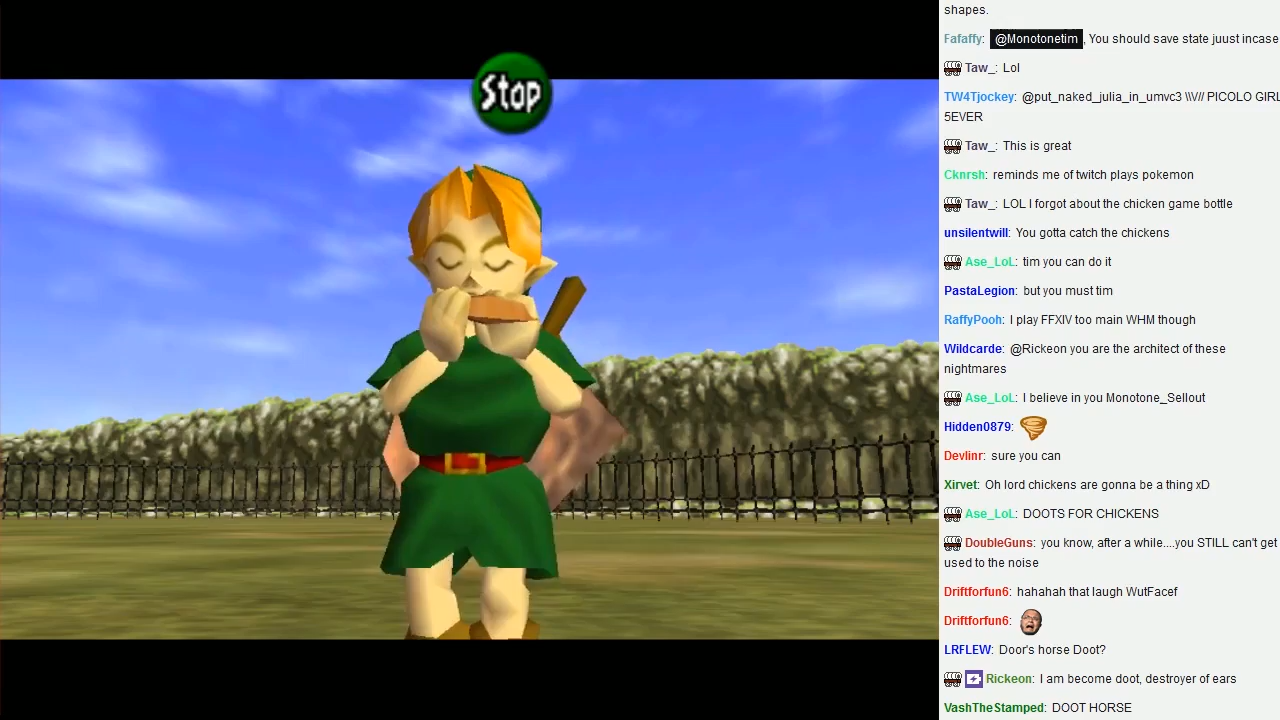 Stop
shapes.
Fafaffy: @Monotonetim, You should save state juust incase
Taw_: Lol
TW4Tjockey: @put_naked_julia_in_umvc3 \\V// PICOLO GIRL
5EVER
Taw_: This is great
Cknrsh: reminds me of twitch plays pokemon
Taw_: LOL I forgot about the chicken game bottle
unsilentwill: You gotta catch the chickens
Ase_LoL: tim you can do it
PastaLegion: but you must tim
RaffyPooh: I play FFXIV too main WHM though
Wildcarde: @Rickeon you are the architect of these
nightmares
Ase_LoL: I believe in you Monotone_Sellout
Hidden0879:
Devlinr: sure you can
Xirvet: Oh lord chickens are gonna be a thing xD
Ase_LoL: DOOTS FOR CHICKENS
DoubleGuns: you know, after a while....you STILL can't get
used to the noise
Driftforfun6: hahahah that laugh WutFacef
Driftforfun6:
LRFLEW: Door's horse Doot?
Rickeon: I am become doot, destroyer of ears
VashTheStamped: DOOT HORSE